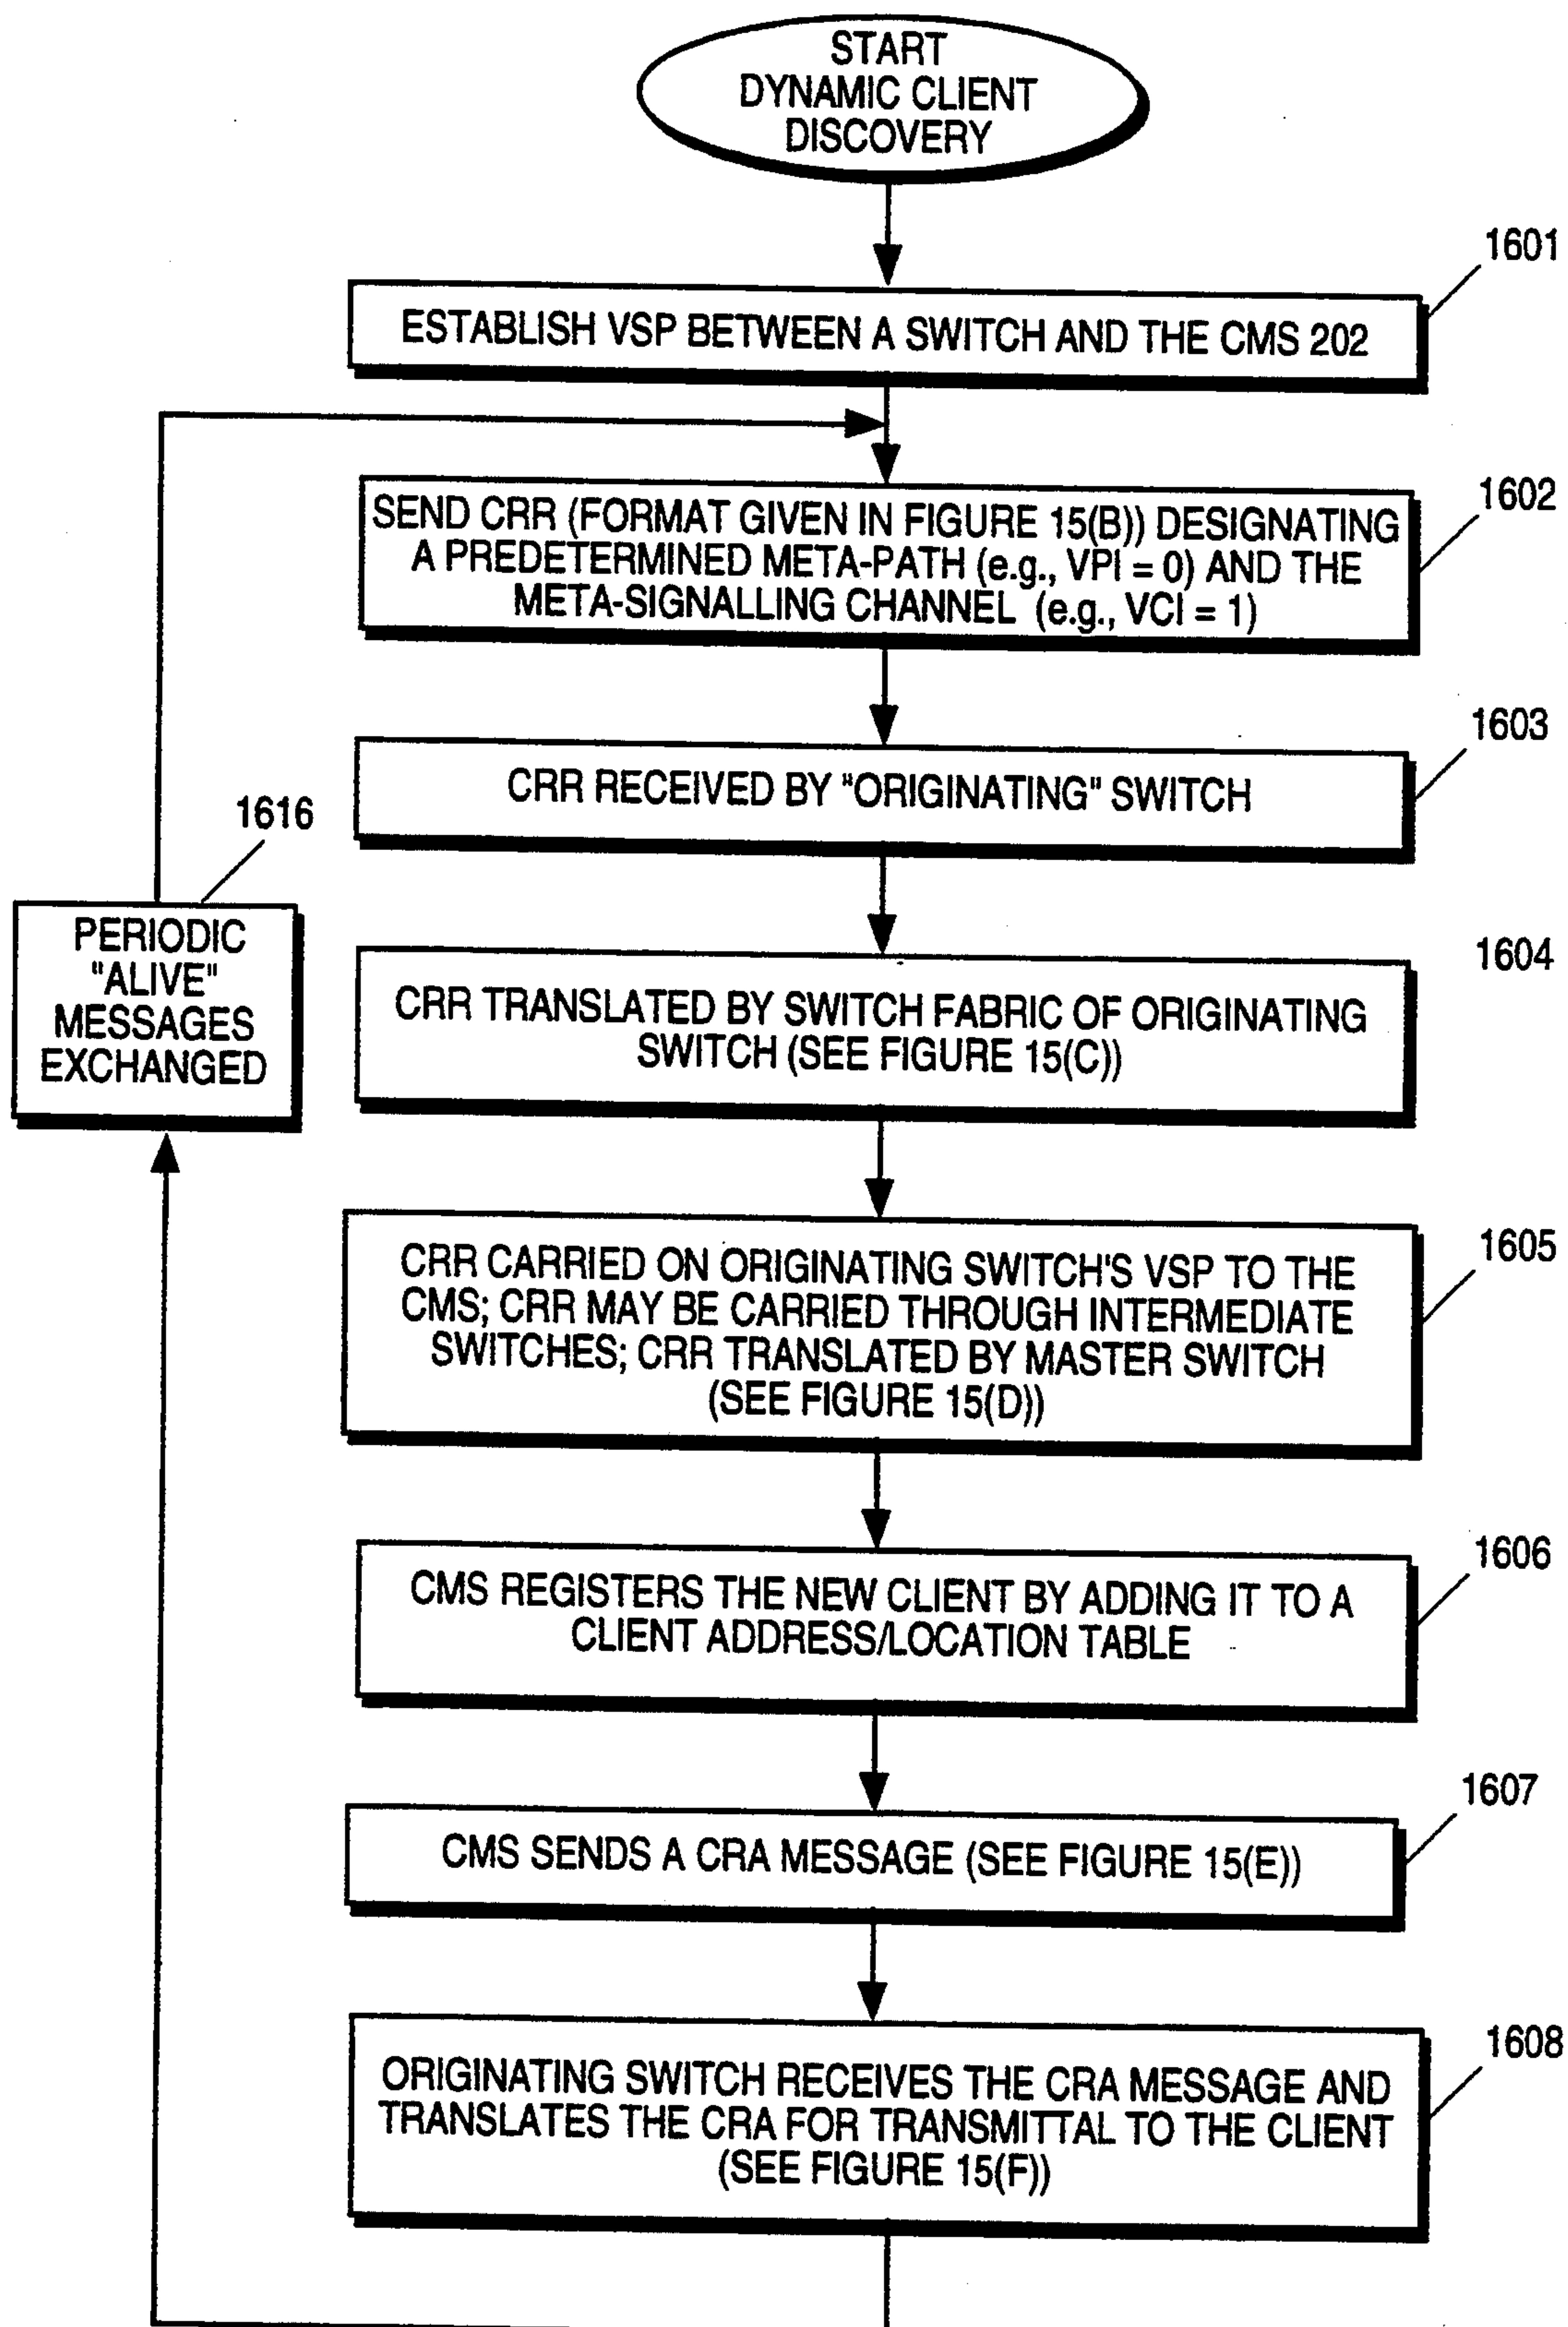 START
DYNAMIC CLIENT
DISCOVERY
1601
ESTABLISH VSP BETWEEN A SWITCH AND THE CMS 202
1602
SEND CRR (FORMAT GIVEN IN FIGURE 15(B)) DESIGNATING
A PREDETERMINED META-PATH (e.g., VPI = 0) AND THE
META-SIGNALLING CHANNEL (e.g., VCI = 1)
1603
CRR RECEIVED BY "ORIGINATING" SWITCH
1616
PERIODIC
"ALIVE"
MESSAGES
EXCHANGED
1604
CRR TRANSLATED BY SWITCH FABRIC OF ORIGINATING
SWITCH (SEE FIGURE 15(C))
1605
CRR CARRIED ON ORIGINATING SWITCH'S VSP TO THE
CMS; CRR MAY BE CARRIED THROUGH INTERMEDIATE
SWITCHES; CRR TRANSLATED BY MASTER SWITCH
(SEE FIGURE 15(D))
1606
CMS REGISTERS THE NEW CLIENT BY ADDING IT TO A
CLIENT ADDRESS/LOCATION TABLE
1607
CMS SENDS A CRA MESSAGE (SEE FIGURE 15(E))
1608
ORIGINATING SWITCH RECEIVES THE CRA MESSAGE AND
TRANSLATES THE CRA FOR TRANSMITTAL TO THE CLIENT
(SEE FIGURE 15(F))